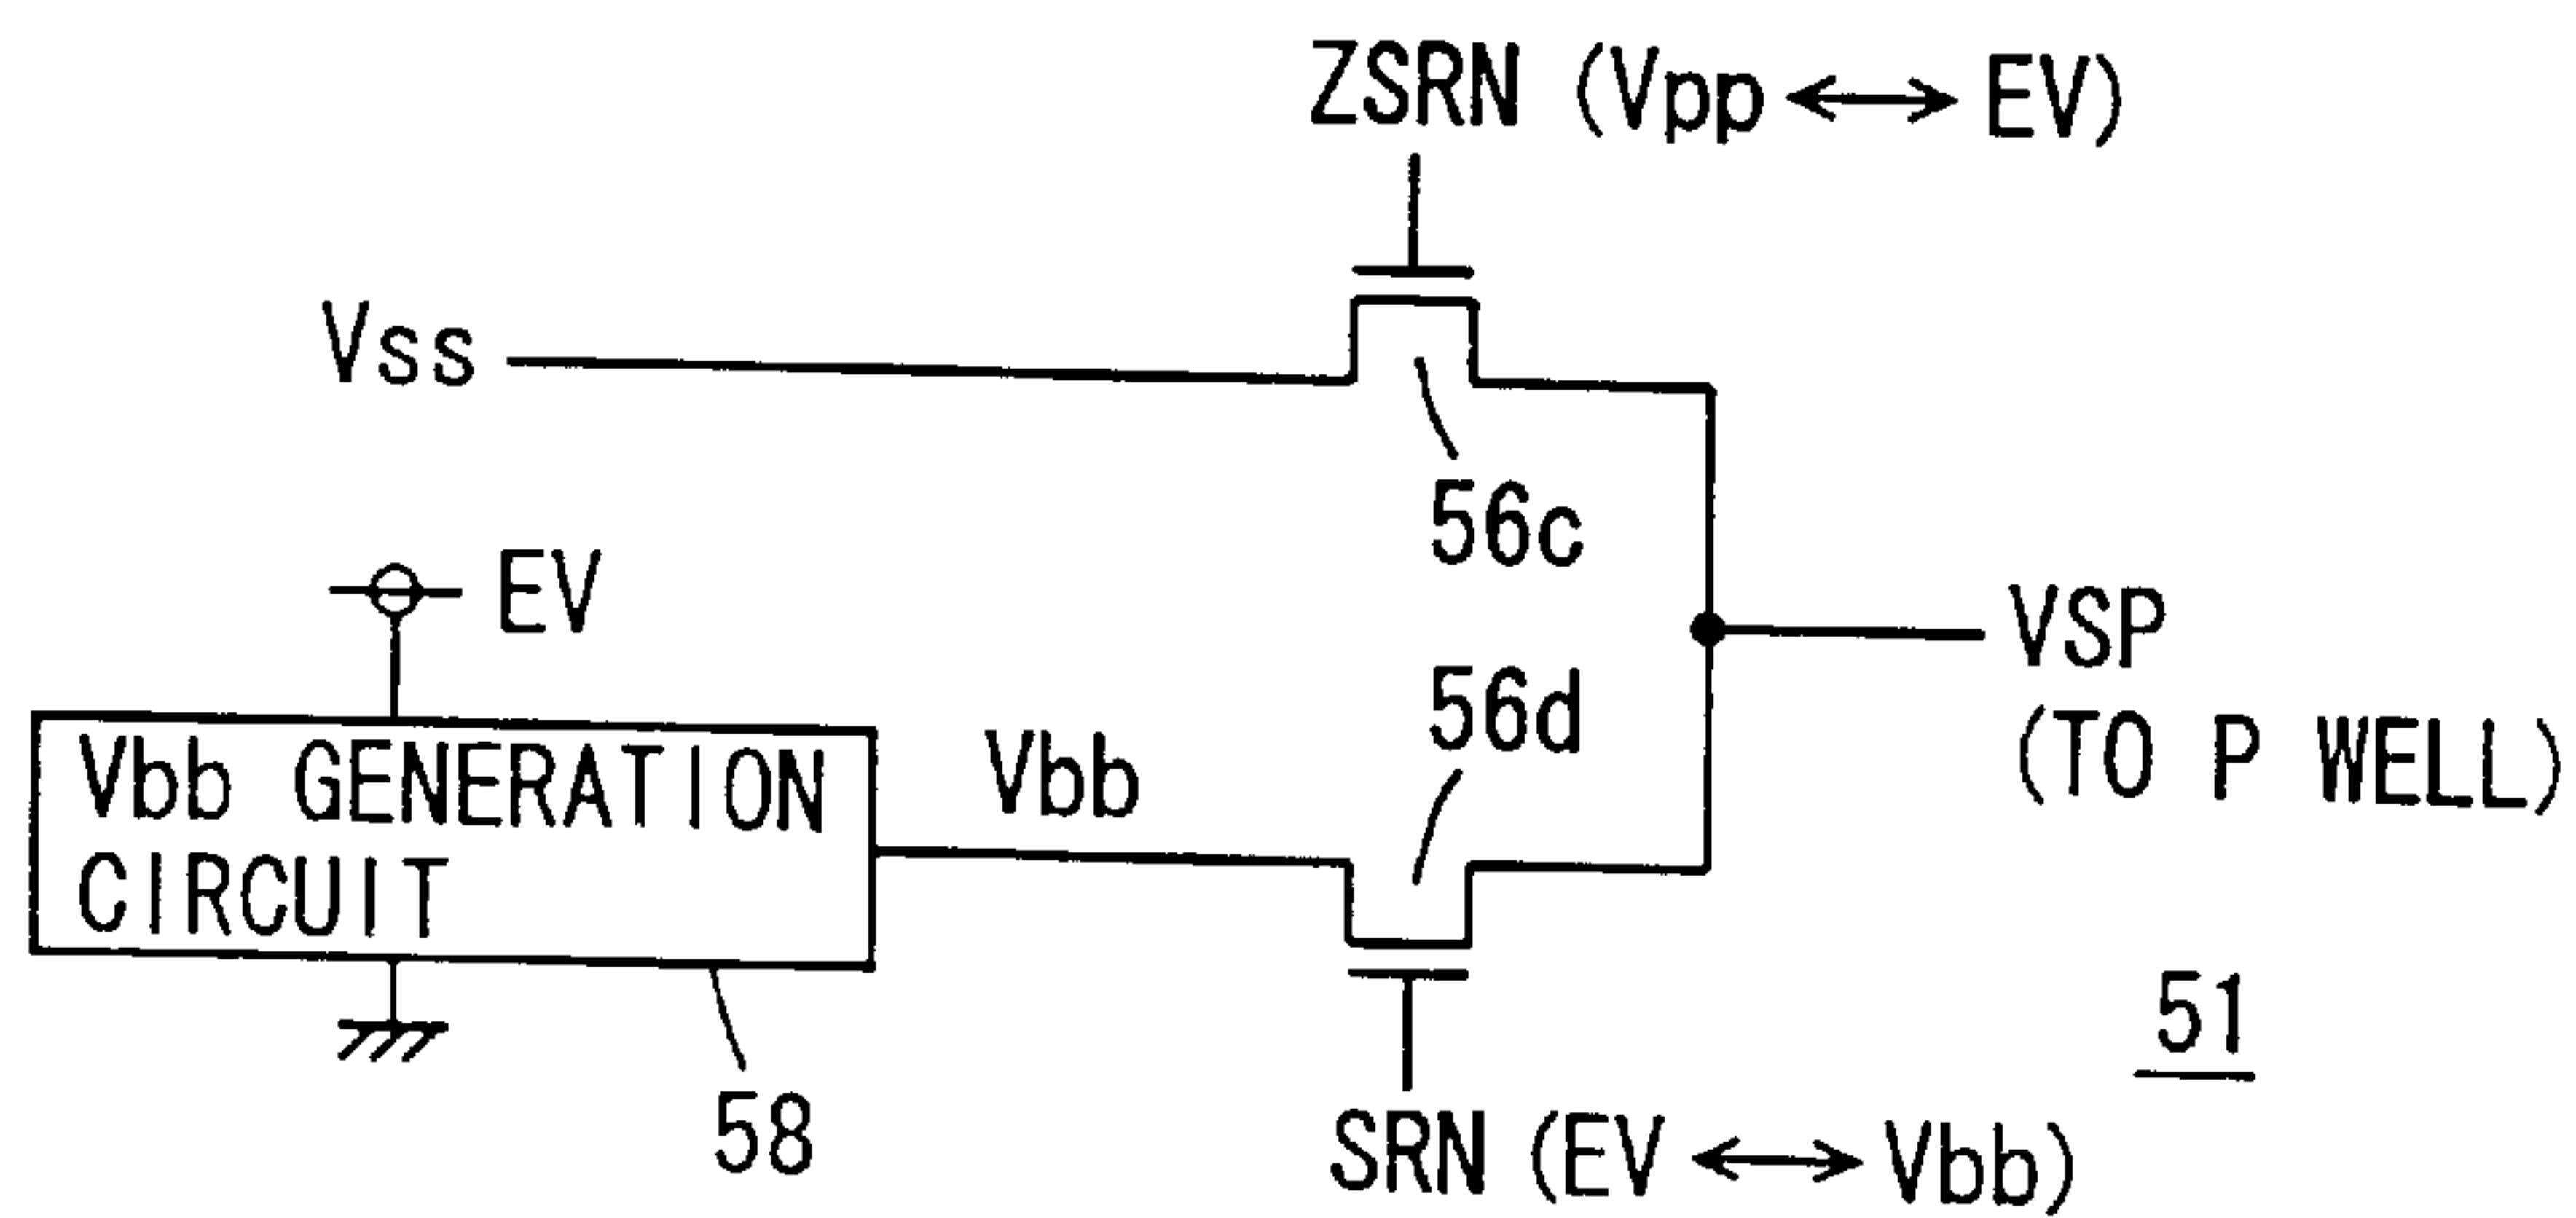 ZSRN (Vpp ↔ EV)
Vss
56c
EV
VSP
(TO P WELL)
56d
Vbb GENERATION
CIRCUIT
Vbb
51
58
SRN (EV ↔ Vbb)